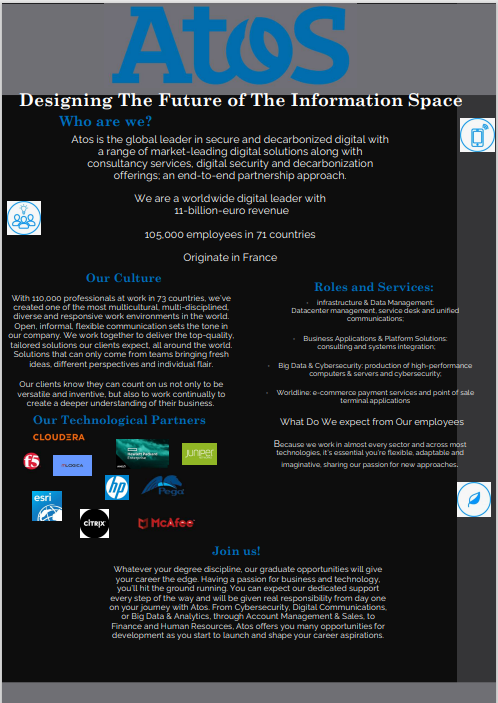 Atos
Designing The Future of The Information Space
Who are we?
Atos is the global leader in secure and decarbonized digital with
a range of market-leading digital solutions along with
consultancy services, digital security and decarbonization
offerings; an end-to-end partnership approach.
We are a worldwide digital leader with
11-billion-euro revenue
105,000 employees in 71 countries
Originate in France
Our Culture
With 110,000 professionals at work in 73 countries, we've
created one of the most multicultural, multi-disciplined,
diverse and responsive work environments in the world.
Open, informal, flexible communication sets the tone in
our company. We work together to deliver the top-quality,
tailored solutions our clients expect, all around the world.
Solutions that can only come from teams bringing fresh
ideas, different perspectives and individual flair.
Our clients know they can count on us not only to be
versatile and inventive, but also to work continually to
create a deeper understanding of their business.
Roles and Services:
· infrastructure & Data Management:
Datacenter management, service desk and unified
communications;
· Business Applications & Platform Solutions:
consulting and systems integration;
· Big Data & Cybersecurity: production of high-performance
computers & servers and cybersecurity;
· Worldline: e-commerce payment services and point of sale
terminal applications
What Do We expect from Our employees
Because we work in almost every sector and across most
technologies, it's essential you're flexible, adaptable and
imaginative, sharing our passion for new approaches.
Our Technological Partners
CLOUDERA
f5
Hewlett Packard
Enterprise
JUNIPER
hp
Pega
esri
CITRIX
McAfee
Join us!
Whatever your degree discipline, our graduate opportunities will give
your career the edge. Having a passion for business and technology,
you'll hit the ground running. You can expect our dedicated support
every step of the way and will be given real responsibility from day one
on your journey with Atos. From Cybersecurity, Digital Communications,
or Big Data & Analytics, through Account Management & Sales, to
Finance and Human Resources, Atos offers you many opportunities for
development as you start to launch and shape your career aspirations.